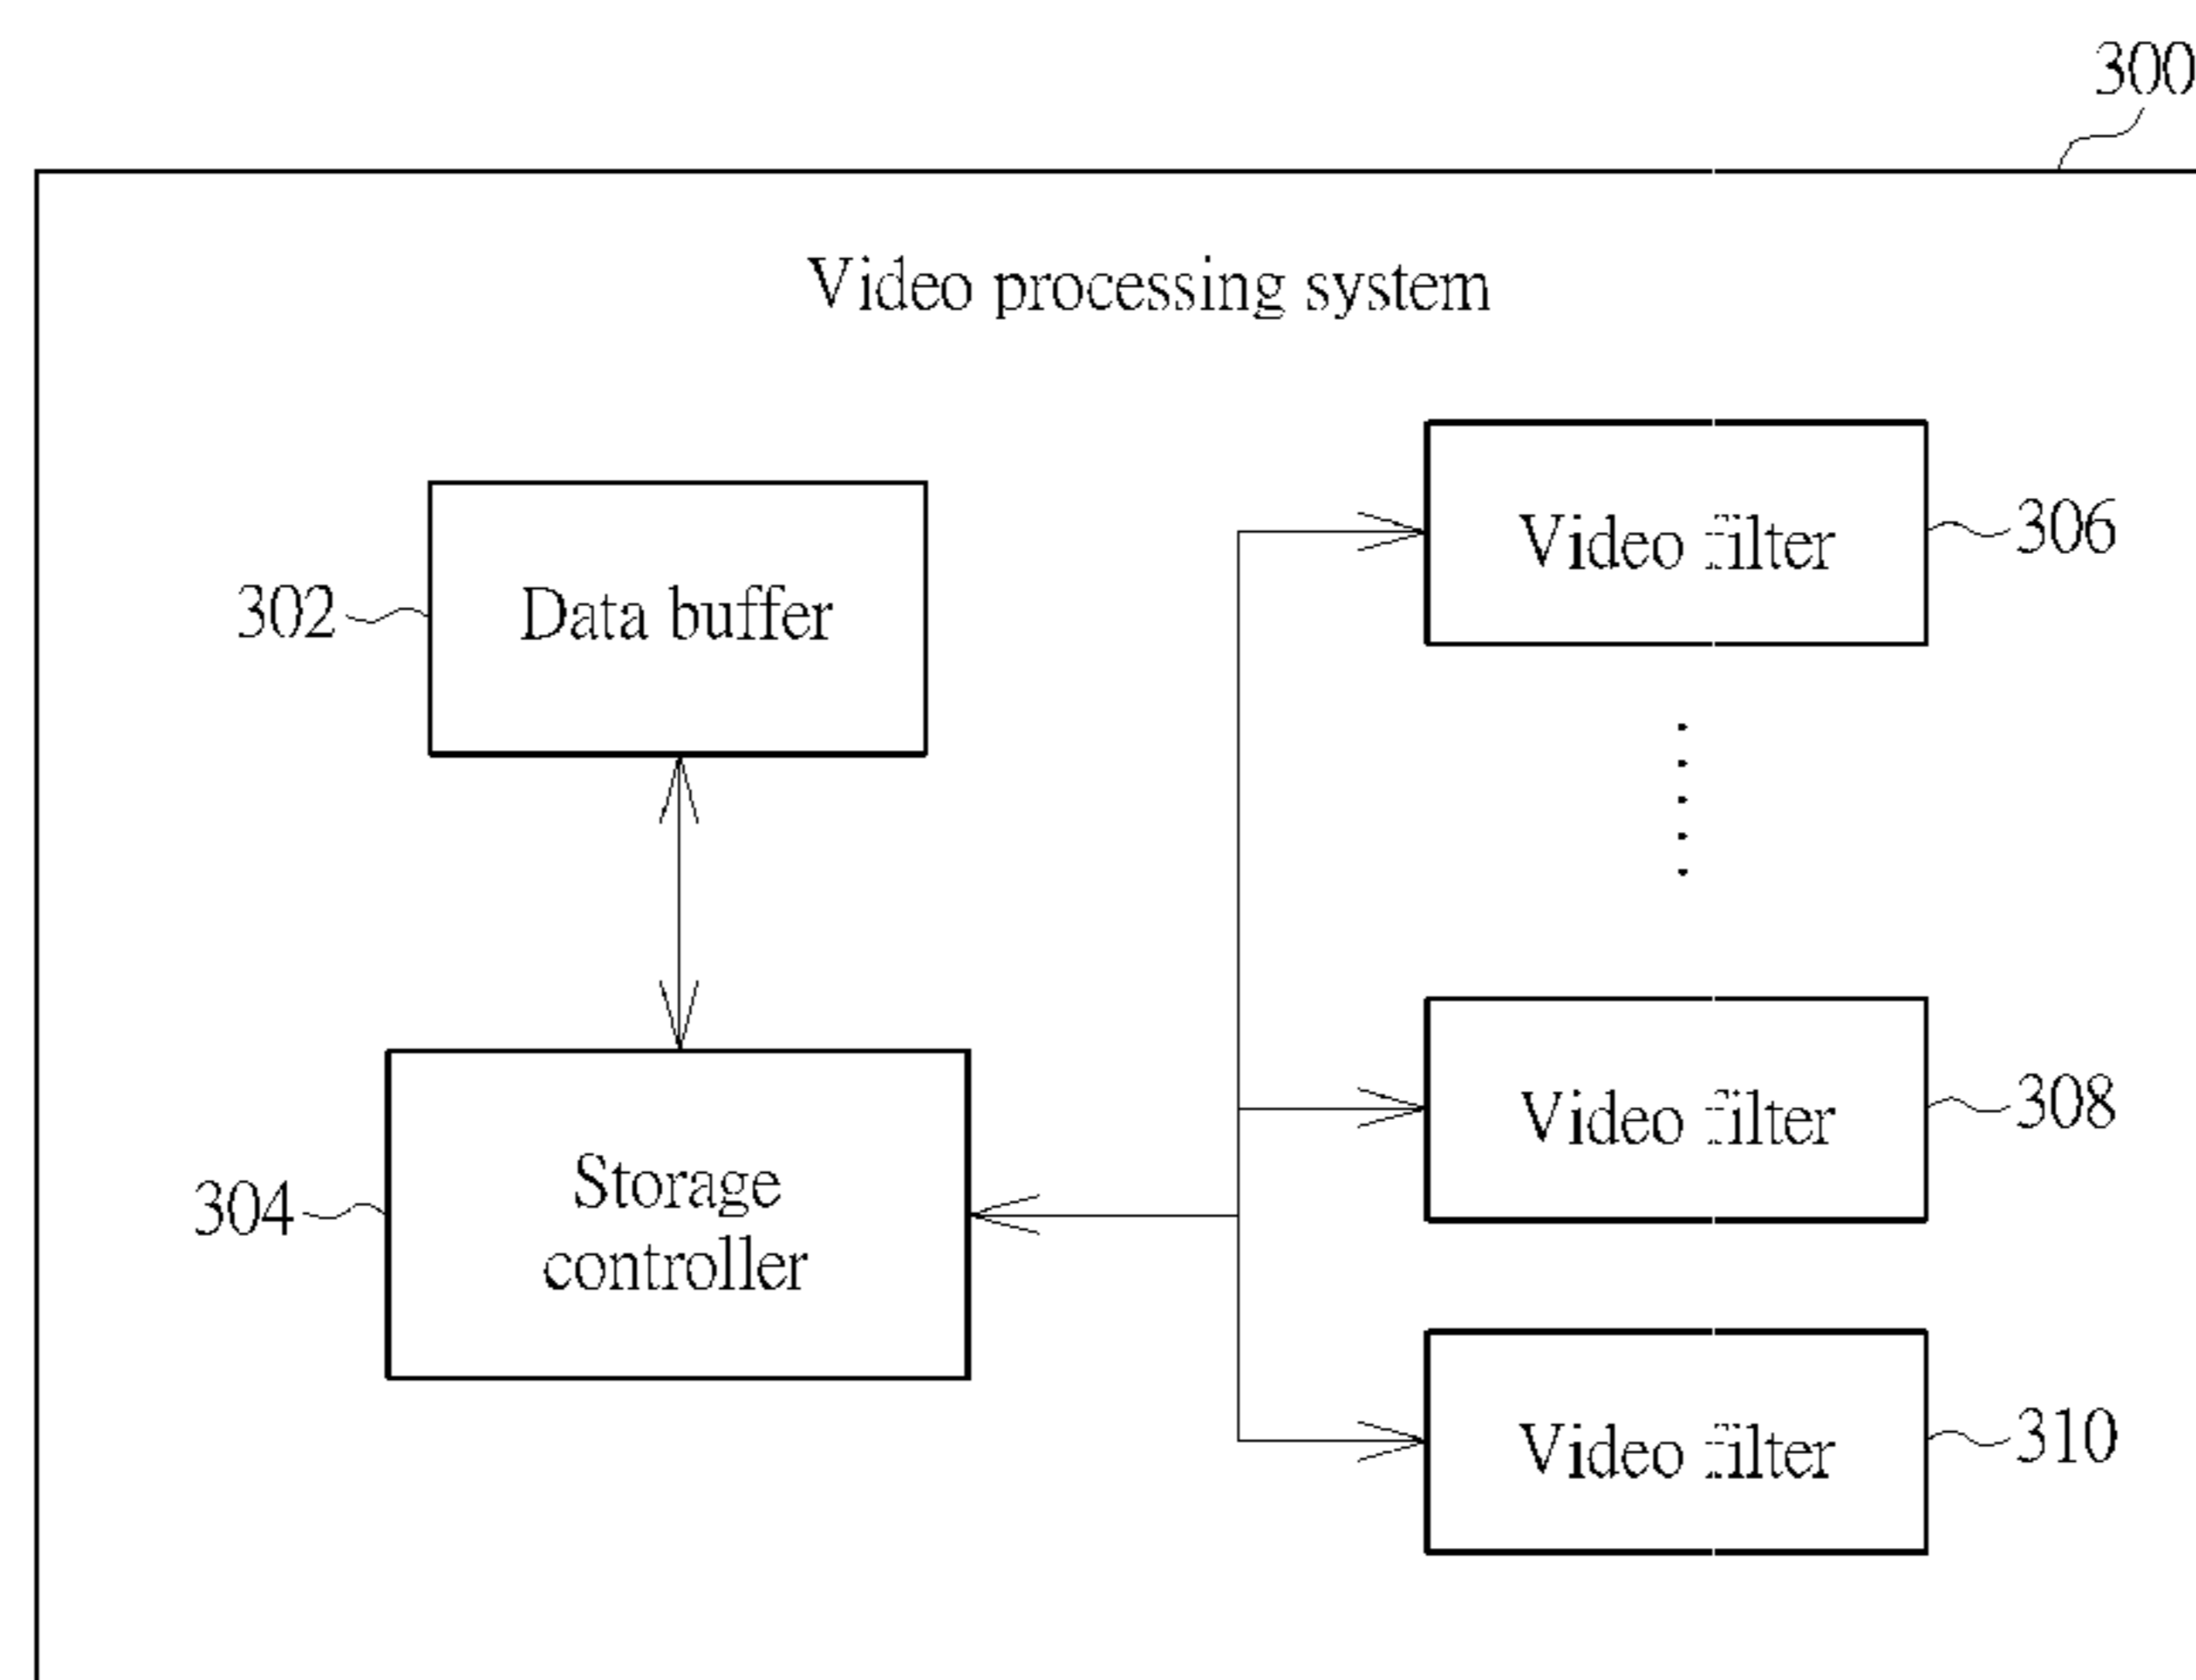 300
Video processing system
Video filter
306
302
Data buffer
Video filter
308
304
Storage
controller
Video filter
310